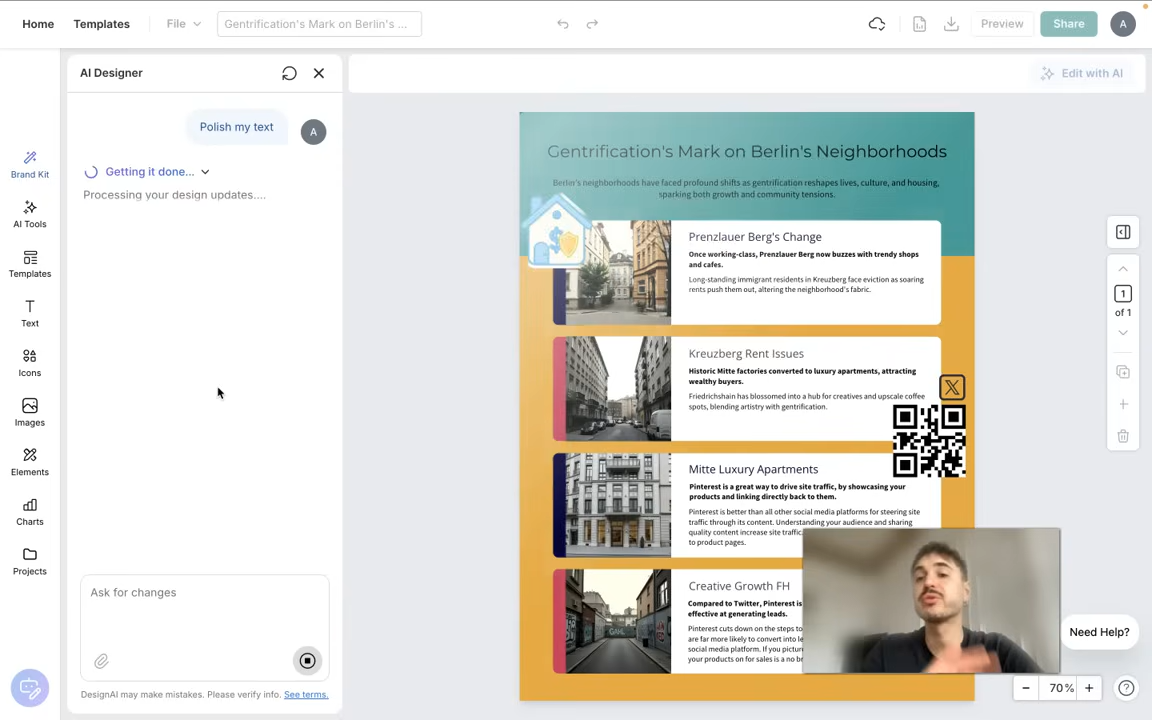 Home
Templates
File
Gentrification's Mark on Berlin's ...
Preview
Share
A
AI Designer
Edit with AI
Polish my text
A
Getting it done...
Processing your design updates....
Brand Kit
AI Tools
Templates
Text
Icons
Images
Elements
Charts
Projects
Ask for changes
DesignAI may make mistakes. Please verify info. See terms.
Gentrification's Mark on Berlin's Neighborhoods
Berlin's neighborhoods have faced profound shifts as gentrification reshapes lives, culture, and housing,
sparking both growth and community tensions.
Prenzlauer Berg's Change
Once working-class, Prenzlauer Berg now buzzes with trendy shops
and cafes.
Long-standing immigrant residents in Kreuzberg face eviction as soaring
rents push them out, altering the neighborhood's fabric.
Kreuzberg Rent Issues
Historic Mitte factories converted to luxury apartments, attracting
wealthy buyers.
Friedrichshain has blossomed into a hub for creatives and upscale coffee
spots, blending artistry with gentrification.
Mitte Luxury Apartments
Pinterest is a great way to drive site traffic, by showcasing your
products and linking directly back to them.
Pinterest is better than all other social media platforms for steering site
traffic through its content. Understanding your audience and sharing
quality content increase site traffic,
to product pages.
Creative Growth FH
Compared to Twitter, Pinterest is
effective at generating leads.
Pinterest cuts down on the steps to
are far more likely to convert into le
social media platform. If you pictur
your products on for sales is a no br
1
of 1
Need Help?
70%